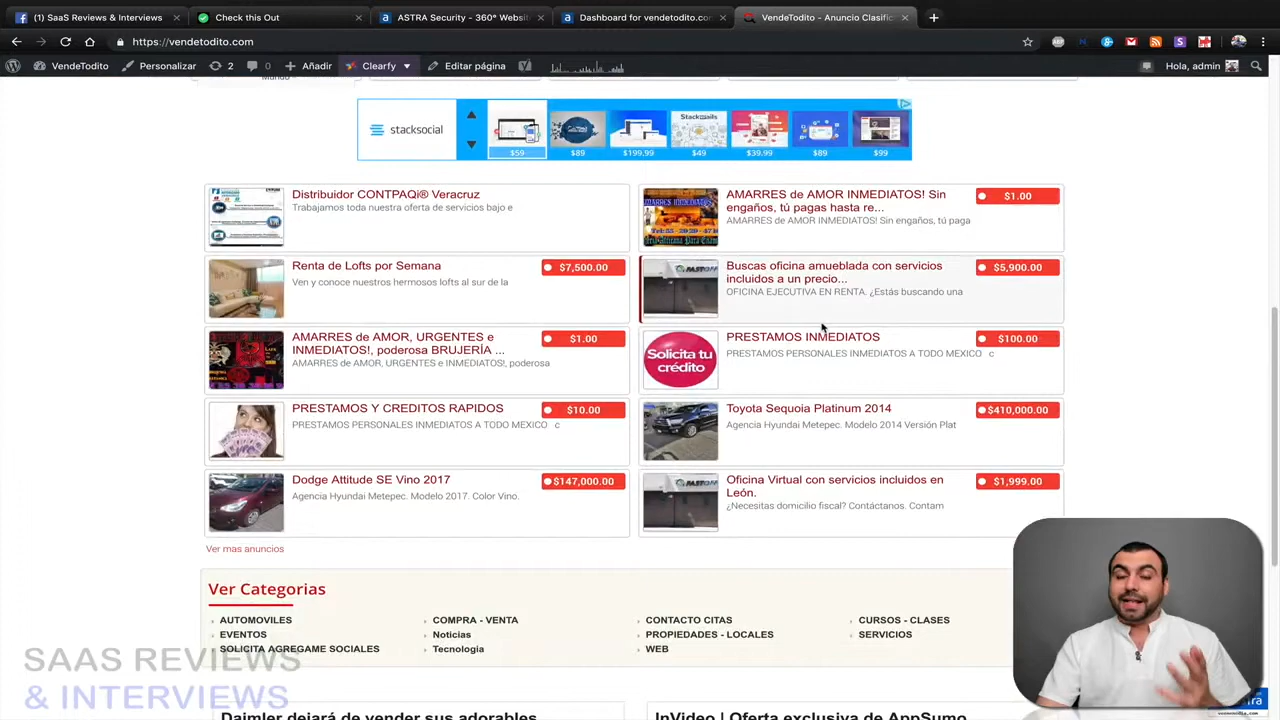 (1) SaaS Reviews & Interviews
Check this Out
ASTRA Security - 360º Websit
Dashboard for vendetodito.com
VendeTodito - Anuncio Clasific
https://vendetodito.com
VendeTodito
Personalizar
2
0
Añadir
Clearfy
Editar página
Hola, admin
stacksocial
$59
$89
$199.99
Stackmails
$49
$39.99
$89
$99
Distribuidor CONTPAQi® Veracruz
Trabajamos toda nuestra oferta de servicios bajo e
AMARRES de AMOR INMEDIATOS! Sin
engaños, tú pagas hasta re...
AMARRES de AMOR INMEDIATOS! Sin engaños, tú paga
$1.00
Renta de Lofts por Semana
Ven y conoce nuestros hermosos lofts al sur de la
$7,500.00
Buscas oficina amueblada con servicios
incluidos a un precio...
OFICINA EJECUTIVA EN RENTA. ¿Estás buscando una
$5,900.00
AMARRES de AMOR, URGENTES e
INMEDIATOS!, poderosa BRUJERÍA ...
AMARRES de AMOR, URGENTES e INMEDIATOS!, poderosa
$1.00
Solicita tu
crédito
PRESTAMOS INMEDIATOS
PRESTAMOS PERSONALES INMEDIATOS A TODO MEXICO c
$100.00
PRESTAMOS Y CREDITOS RAPIDOS
PRESTAMOS PERSONALES INMEDIATOS A TODO MEXICO c
$10.00
Toyota Sequoia Platinum 2014
Agencia Hyundai Metepec. Modelo 2014 Versión Plat
$410,000.00
Dodge Attitude SE Vino 2017
Agencia Hyundai Metepec. Modelo 2017. Color Vino.
$147,000.00
Oficina Virtual con servicios incluidos en
León.
¿Necesitas domicilio fiscal? Contáctanos. Contam
$1,999.00
Ver mas anuncios
Ver Categorias
AUTOMOVILES
COMPRA - VENTA
CONTACTO CITAS
CURSOS - CLASES
EVENTOS
Noticias
PROPIEDADES - LOCALES
SERVICIOS
SOLICITA AGREGAME SOCIALES
Tecnologia
WEB
SAAS REVIEWS
& INTERVIEWS
Daimler dejará de vender sus adorable
InVideo | Oferta exclusiva de AppSumo